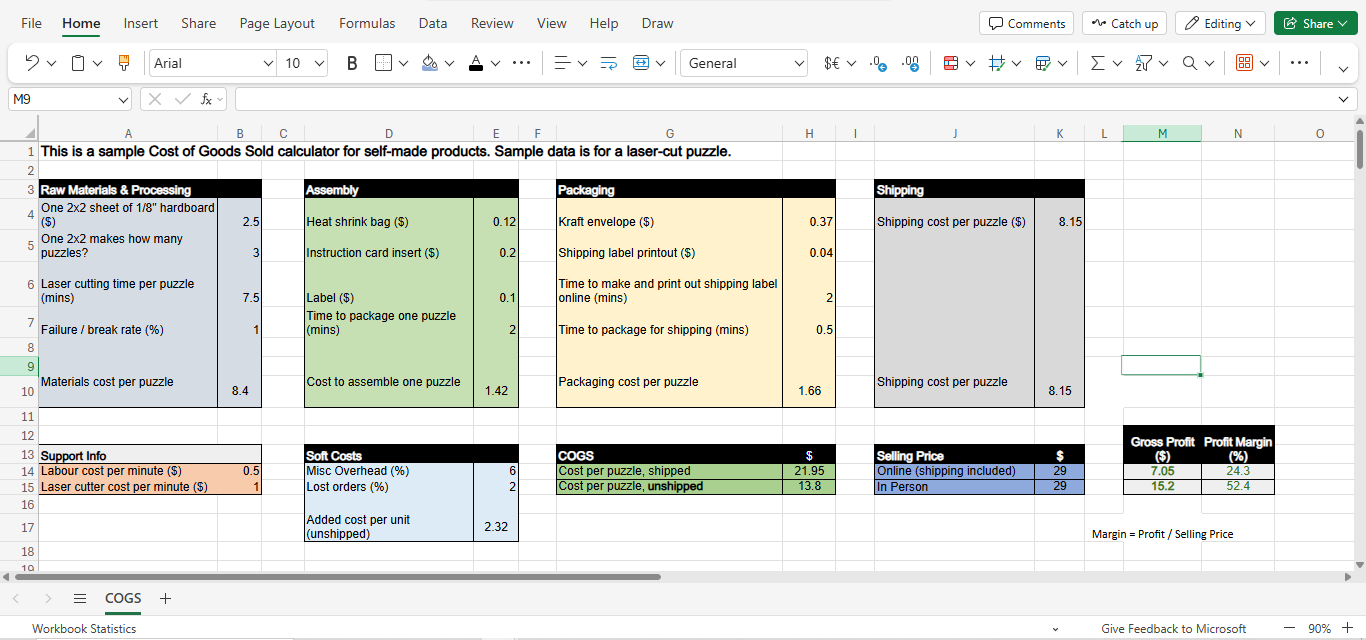 File Home Insert Share Page Layout Formulas Data Review View Help Draw
Comments Catch up Editing Share
Arial 10 B A General $€
M9 fx
A B C D E F G H I J K L M N O
1 This is a sample Cost of Goods Sold calculator for self-made products. Sample data is for a laser-cut puzzle.
2
3 Raw Materials & Processing Assembly Packaging Shipping
One 2x2 sheet of 1/8" hardboard
4 ($) 2.5 Heat shrink bag ($) 0.12 Kraft envelope ($) 0.37 Shipping cost per puzzle ($) 8.15
One 2x2 makes how many
5 puzzles? 3 Instruction card insert ($) 0.2 Shipping label printout ($) 0.04
6 Laser cutting time per puzzle Time to make and print out shipping label
(mins) 7.5 Label ($) 0.1 online (mins) 2
Time to package one puzzle
7 Failure / break rate (%) 1 (mins) 2 Time to package for shipping (mins) 0.5
8
9
10 Materials cost per puzzle 8.4 Cost to assemble one puzzle 1.42 Packaging cost per puzzle 1.66 Shipping cost per puzzle 8.15
11
12
Gross Profit Profit Margin
13 Support Info Soft Costs COGS $ Selling Price $ ($) (%)
14 Labour cost per minute ($) 0.5 Misc Overhead (%) 6 Cost per puzzle, shipped 21.95 Online (shipping included) 29 7.05 24.3
15 Laser cutter cost per minute ($) 1 Lost orders (%) 2 Cost per puzzle, unshipped 13.8 In Person 29 15.2 52.4
16
Added cost per unit
17 (unshipped) 2.32 Margin = Profit / Selling Price
18
19
COGS
Workbook Statistics Give Feedback to Microsoft 90%